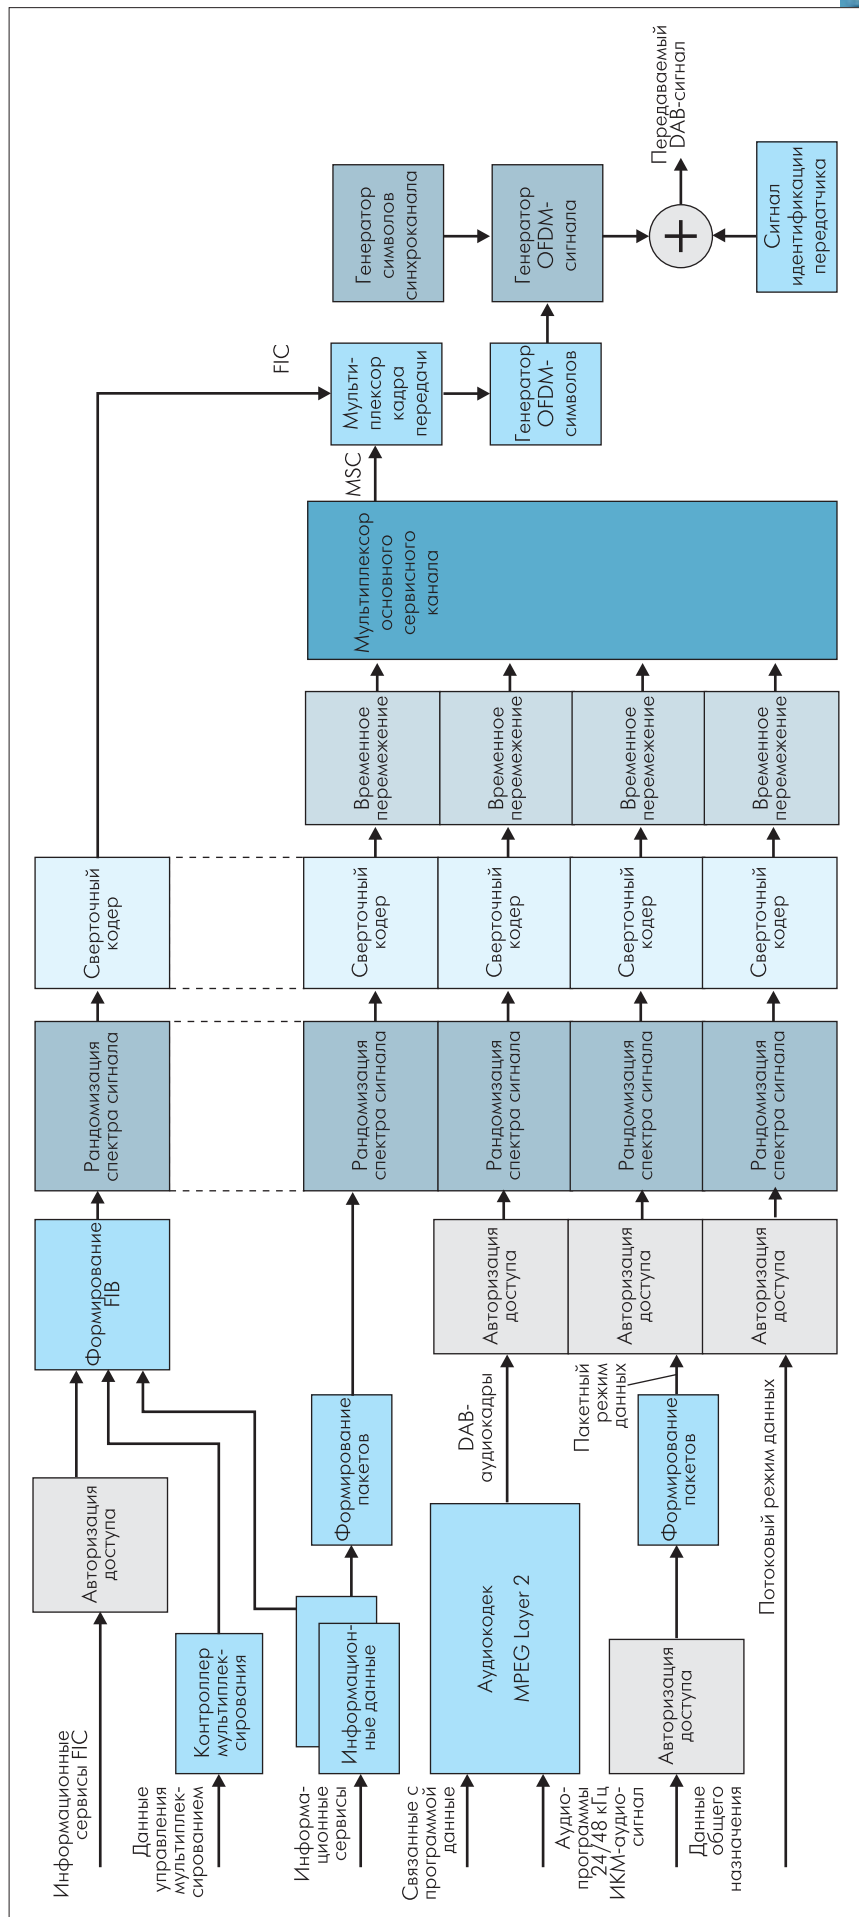 Информационные
сервисы FIC
Авторизация
доступа
Данные
управления
мультиплек-
сированием
Контроллер
мультиплек-
сирования
Формирование
FIB
Рандомизация
спектра сигнала
Сверточный
кодер
FIC
Информа-
ционные
сервисы
Информацион-
ные данные
Формирование
пакетов
Рандомизация
спектра сигнала
Сверточный
кодер
Временное
перемежение
Связанные с
программой
данные
Аудио-
программы
24/48 кГц
ИКМ-аудио-
сигнал
Аудиокодек
MPEG Layer 2
DAB-
аудиокадры
Авторизация
доступа
Рандомизация
спектра сигнала
Сверточный
кодер
Временное
перемежение
Данные
общего
назначения
Авторизация
доступа
Формирование
пакетов
Пакетный
режим
данных
Авторизация
доступа
Рандомизация
спектра сигнала
Сверточный
кодер
Временное
перемежение
Потоковый режим данных
Авторизация
доступа
Рандомизация
спектра сигнала
Сверточный
кодер
Временное
перемежение
Мультиплексор
основного
сервисного
канала
MSC
Мульти-
плексор
кадра
передачи
Генератор
OFDM-
символов
Генератор
символов
синхроканала
Генератор
OFDM-
сигнала
+
Передаваемый
DAB-сигнал
Сигнал
идентификации
передатчика